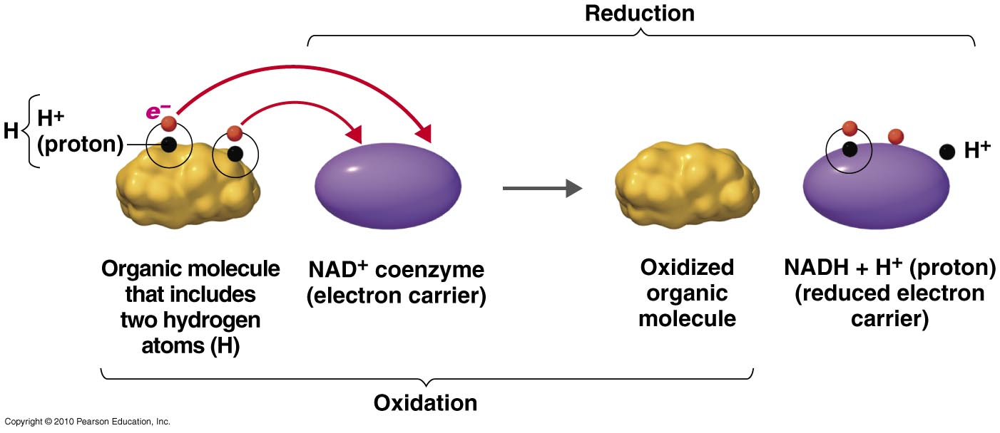 Reduction
e–
H
H+
(proton)
H+
Organic molecule
that includes
two hydrogen
atoms (H)
NAD+ coenzyme
(electron carrier)
Oxidized
organic
molecule
NADH + H+ (proton)
(reduced electron
carrier)
Oxidation
Copyright © 2010 Pearson Education, Inc.